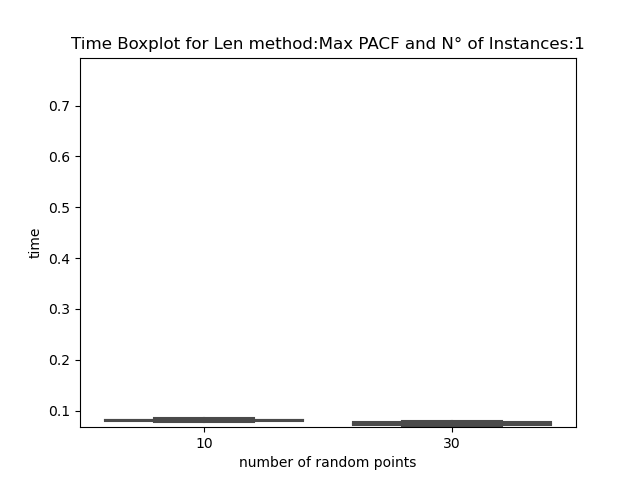 Time Boxplot for Len method:Max PACF and N° of Instances:1
0.7
0.6
0.5
0.4
0.3
0.2
0.1
time
10 30
number of random points